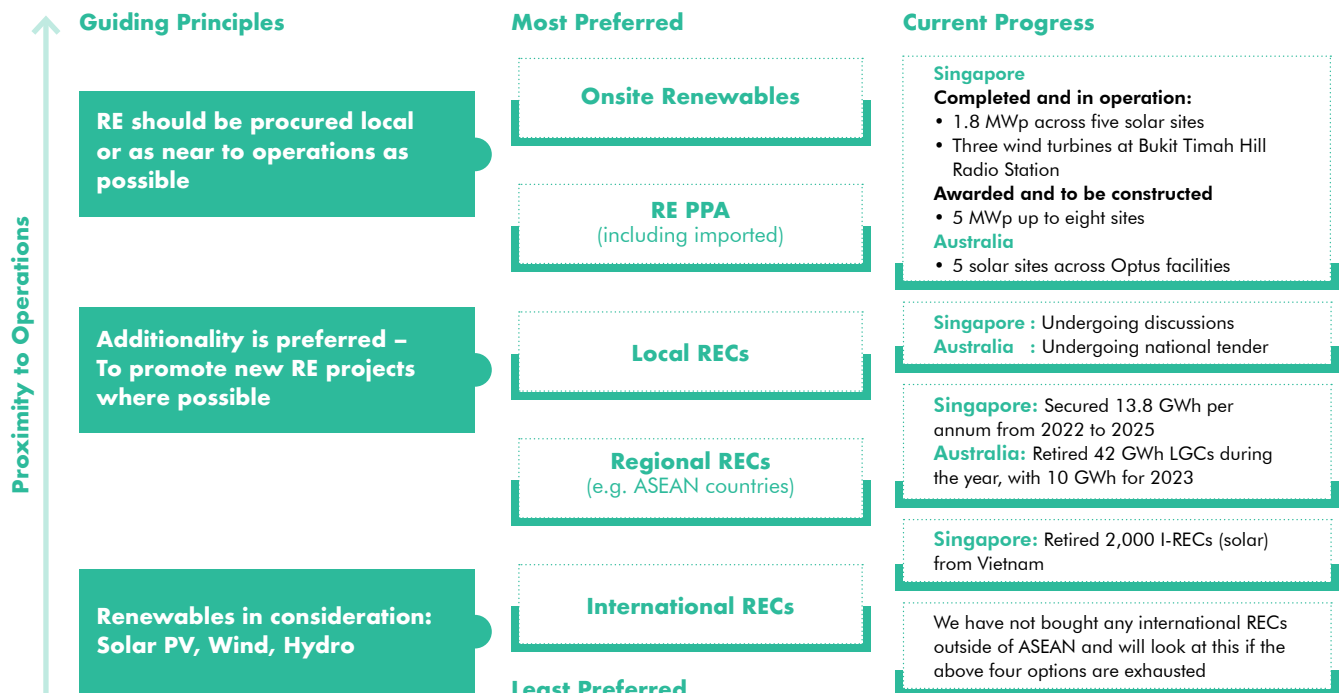 Guiding Principles
Most Preferred
Current Progress
Proximity to Operations
RE should be procured local
or as near to operations as
possible
Additionality is preferred –
To promote new RE projects
where possible
Renewables in consideration:
Solar PV, Wind, Hydro
Onsite Renewables
RE PPA
(including imported)
Local RECs
Regional RECs
(e.g. ASEAN countries)
International RECs
Least Preferred
Singapore
Completed and in operation:
• 1.8 MWp across five solar sites
• Three wind turbines at Bukit Timah Hill
Radio Station
Awarded and to be constructed
• 5 MWp up to eight sites
Australia
• 5 solar sites across Optus facilities
Singapore : Undergoing discussions
Australia : Undergoing national tender
Singapore: Secured 13.8 GWh per
annum from 2022 to 2025
Australia: Retired 42 GWh LGCs during
the year, with 10 GWh for 2023
Singapore: Retired 2,000 I-RECs (solar)
from Vietnam
We have not bought any international RECs
outside of ASEAN and will look at this if the
above four options are exhausted